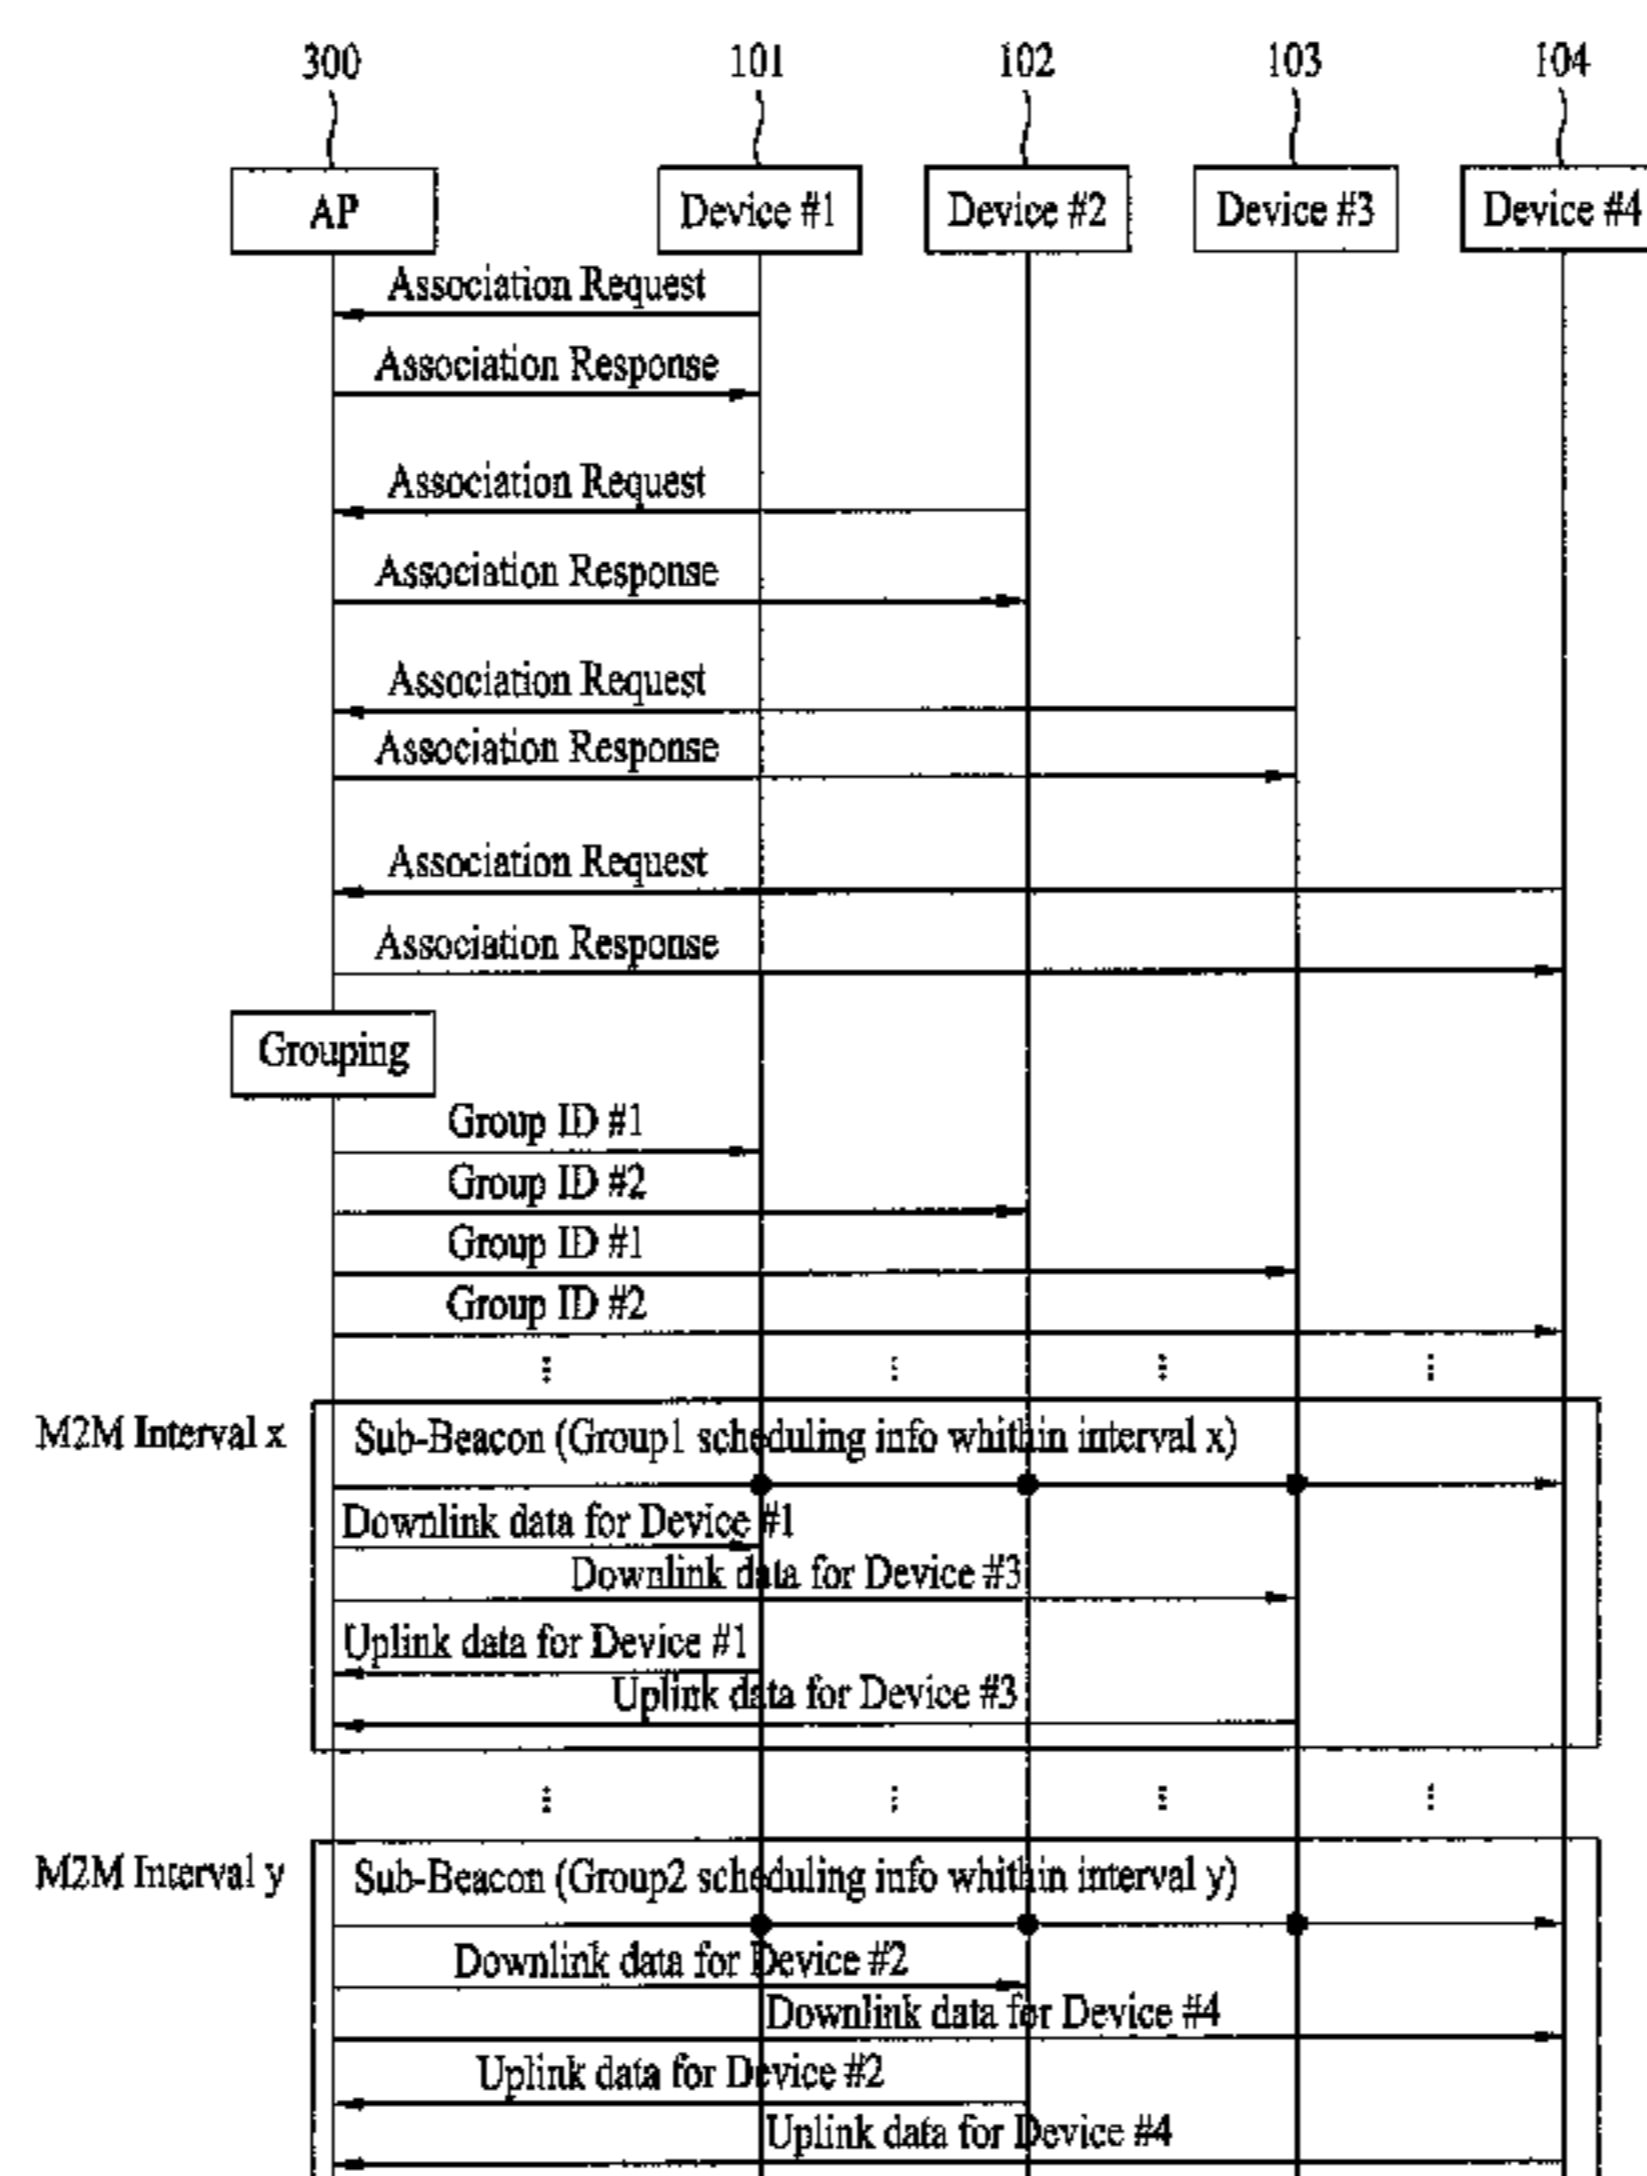 300 101 102 103 104
AP Device #1 Device #2 Device #3 Device #4
Association Request
Association Response
Association Request
Association Response
Association Request
Association Response
Association Request
Association Response
Grouping
Group ID #1
Group ID #2
Group ID #1
Group ID #2
M2M Interval x
Sub-Beacon (Group1 scheduling info whithin interval x)
Downlink data for Device #1
Downlink data for Device #3
Uplink data for Device #1
Uplink data for Device #3
M2M Interval y
Sub-Beacon (Group2 scheduling info whithin interval y)
Downlink data for Device #2
Downlink data for Device #4
Uplink data for Device #2
Uplink data for Device #4